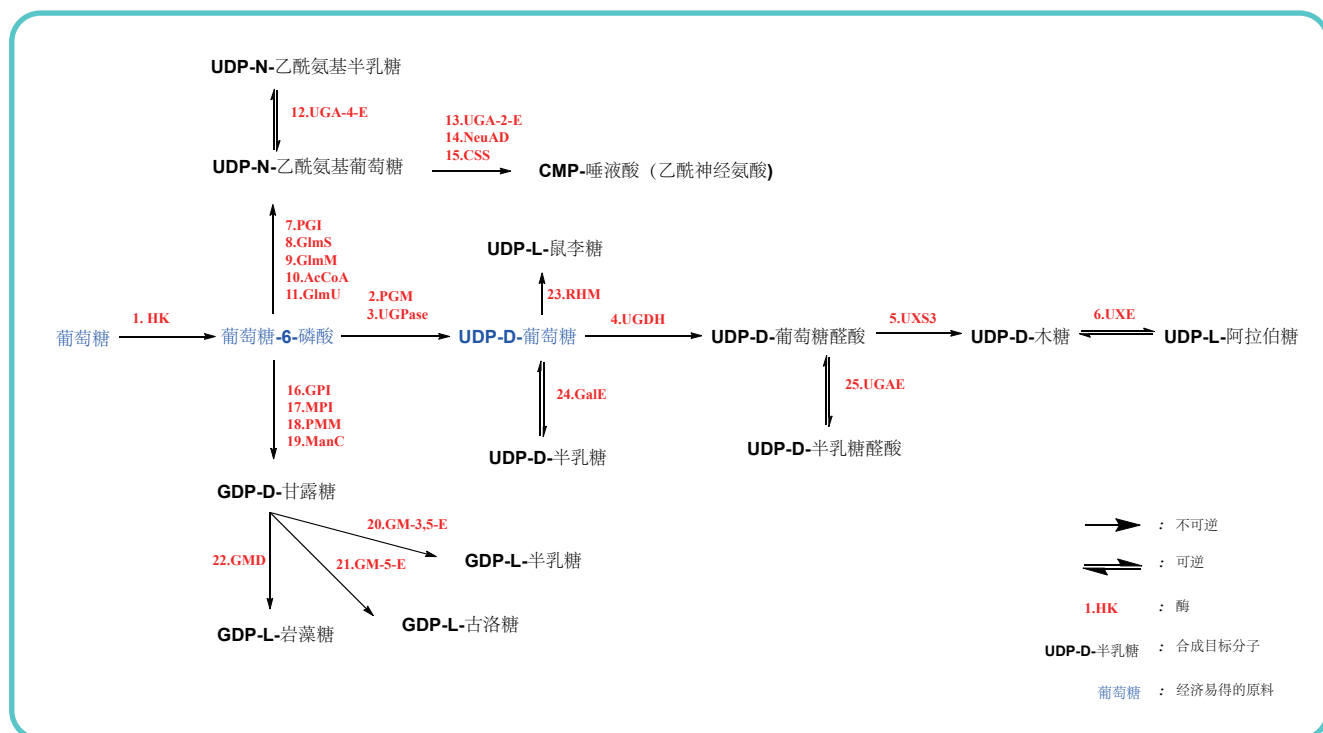 UDP-N-乙酰氨基半乳糖
12.UGA-4-E
13.UGA-2-E
14.NeuAD
15.CSS
UDP-N-乙酰氨基葡萄糖
CMP-唾液酸（乙酰神经氨酸)
7.PGI
8.GlmS
9.GlmM
10.AcCoA
11.GlmU
UDP-L-鼠李糖
23.RHM
1. HK
2.PGM
3.UGPase
4.UGDH
5.UXS3
6.UXE
葡萄糖
葡萄糖-6-磷酸
UDP-D-葡萄糖
UDP-D-葡萄糖醛酸
UDP-D-木糖
UDP-L-阿拉伯糖
16.GPI
17.MPI
18.PMM
19.ManC
24.GalE
25.UGAE
UDP-D-半乳糖
UDP-D-半乳糖醛酸
GDP-D-甘露糖
20.GM-3,5-E
22.GMD
21.GM-5-E
GDP-L-半乳糖
GDP-L-古洛糖
GDP-L-岩藻糖
： 不可逆
： 可逆
1.HK ： 酶
UDP-D-半乳糖 ： 合成目标分子
葡萄糖 ： 经济易得的原料